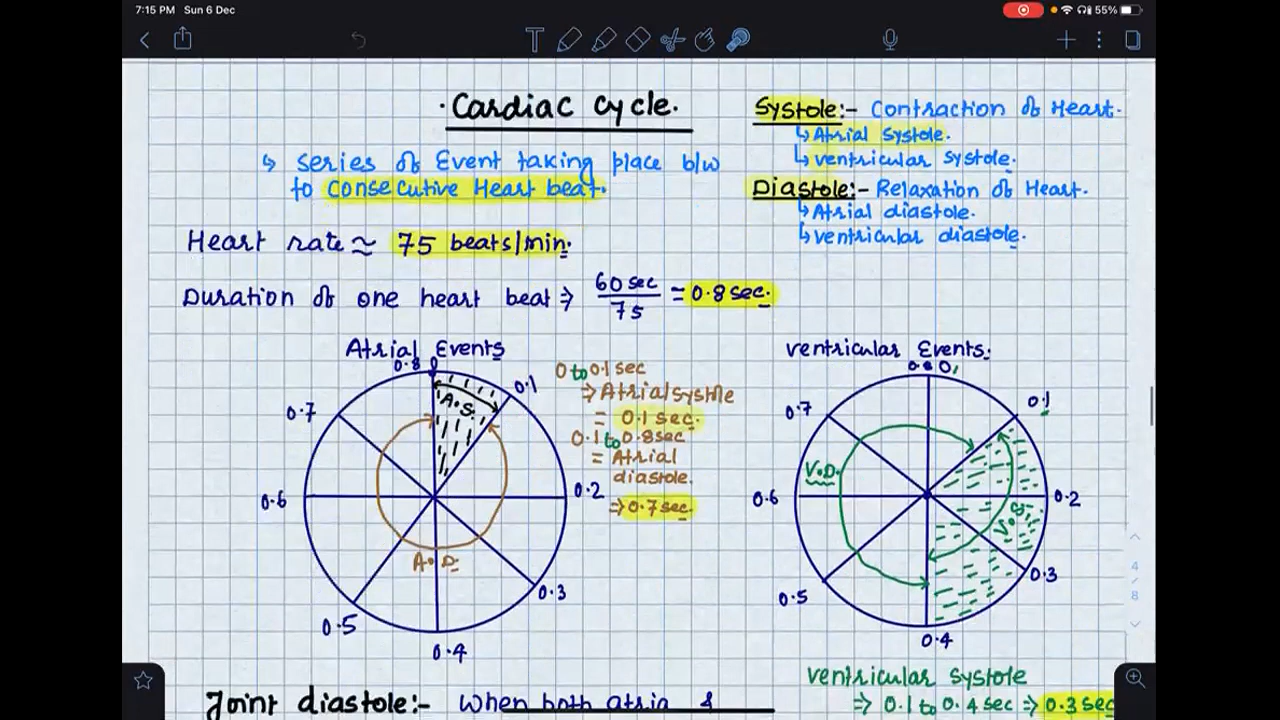 7:15 PM Sun 6 Dec
55%
Cardiac Cycle.
↳ series of Event taking place b/w
to consecutive Heart beat.
Heart rate ≈ 75 beats/min.
Duration of one heart beat ⇒ 60 sec/75 = 0.8 sec.
Systole:- Contraction of Heart.
↳ Atrial Systole.
↳ ventricular systole.
Diastole:- Relaxation of Heart.
↳ Atrial diastole.
↳ ventricular diastole.
Atrial Events
0.8 0
0.1
0.2
0.3
0.4
0.5
0.6
0.7
A.S.
A.D.
0 to 0.1 sec
⇒ Atrial systole
= 0.1 sec.
0.1 to 0.8 sec
= Atrial
diastole.
⇒ 0.7 sec.
ventricular Events:
0.8 0
0.1
0.2
0.3
0.4
0.5
0.6
0.7
V.D.
V.S.
4
/
8
ventricular systole
⇒ 0.1 to 0.4 sec ⇒ 0.3 sec
Joint diastole:- When both atria &